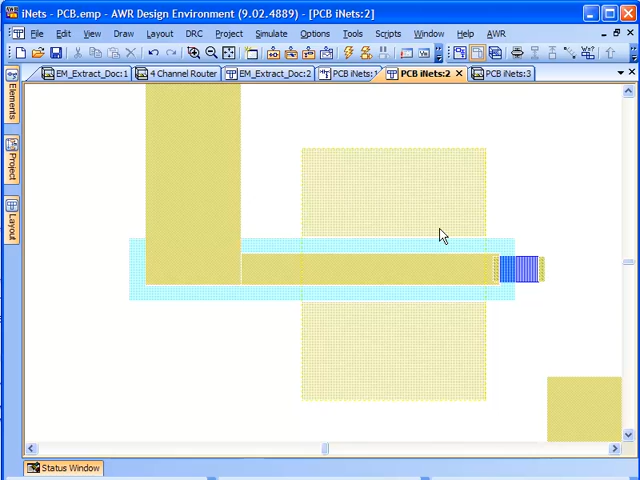 iNets - PCB.emp - AWR Design Environment (9.02.4889) - [PCB iNets:2]
File Edit View Draw Layout DRC Project Simulate Options Tools Scripts Window Help AWR
EM_Extract_Doc:1 4 Channel Router EM_Extract_Doc:2 PCB iNets:1 PCB iNets:2 PCB iNets:3
Elements
Project
Layout
Status Window